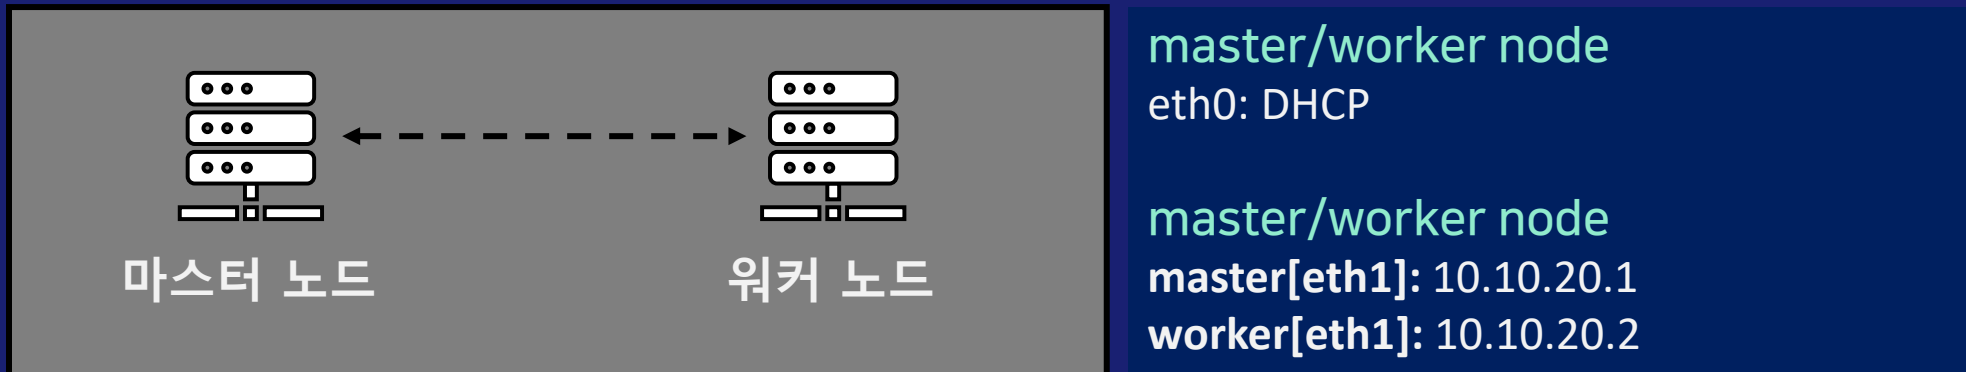 마스터 노드
워커 노드
master/worker node
eth0: DHCP
master/worker node
master[eth1]: 10.10.20.1
worker[eth1]: 10.10.20.2